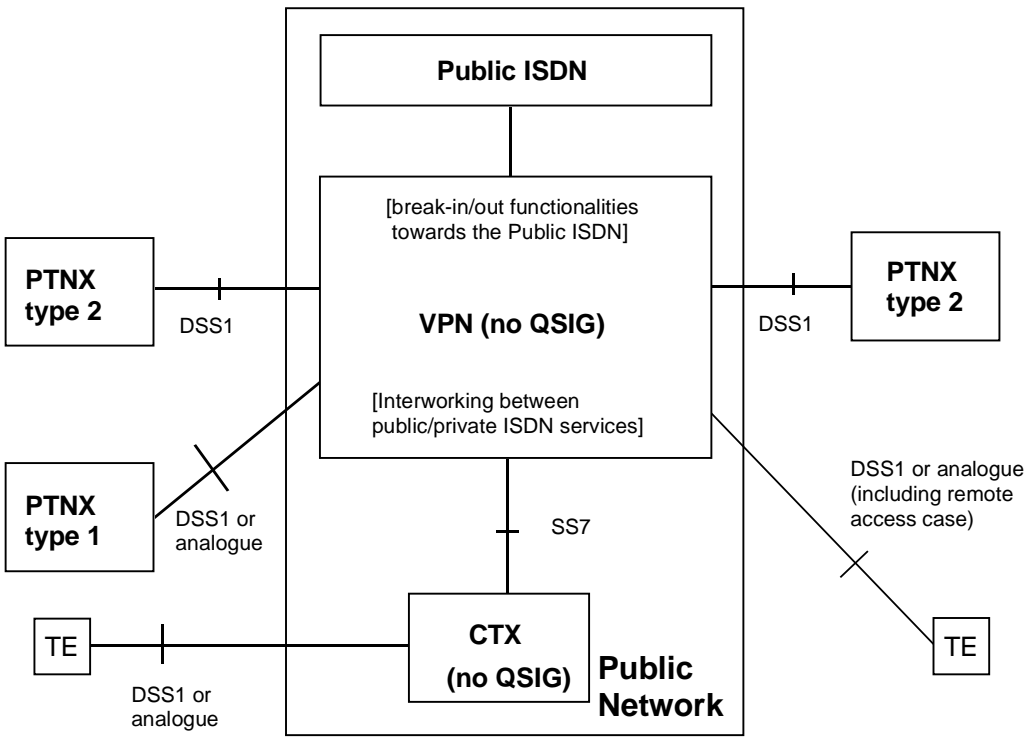 Public ISDN
[break-in/out functionalities
towards the Public ISDN]
PTNX
type 2
DSS1
VPN (no QSIG)
PTNX
type 2
DSS1
[Interworking between
public/private ISDN services]
PTNX
type 1
DSS1 or
analogue
SS7
DSS1 or analogue
(including remote
access case)
TE
DSS1 or
analogue
CTX
(no QSIG)
Public
Network
TE